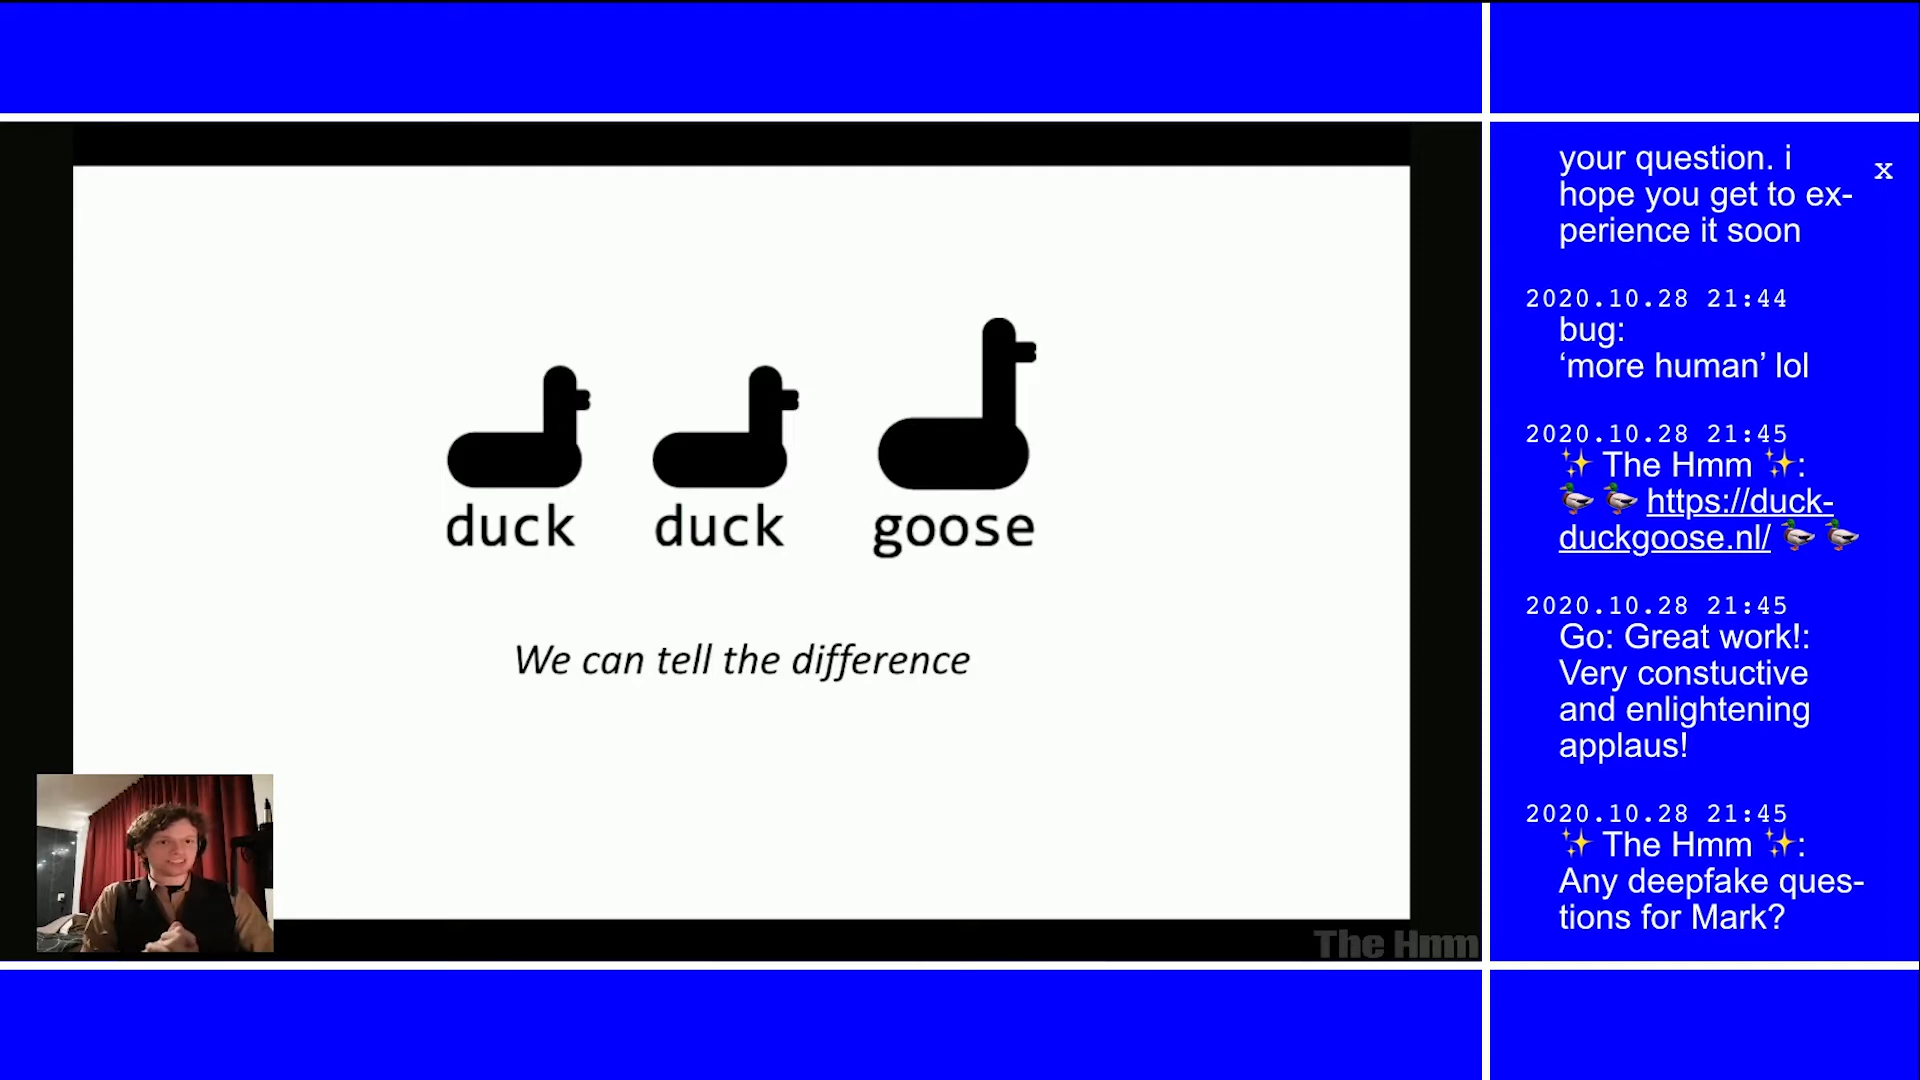 duck duck goose
We can tell the difference
The Hmm
x
your question. i
hope you get to ex-
perience it soon
2020.10.28 21:44
bug:
‘more human’ lol
2020.10.28 21:45
✨ The Hmm ✨:
🦆 🦆 https://duck-
duckgoose.nl/ 🦆 🦆
2020.10.28 21:45
Go: Great work!:
Very constuctive
and enlightening
applaus!
2020.10.28 21:45
✨ The Hmm ✨:
Any deepfake ques-
tions for Mark?